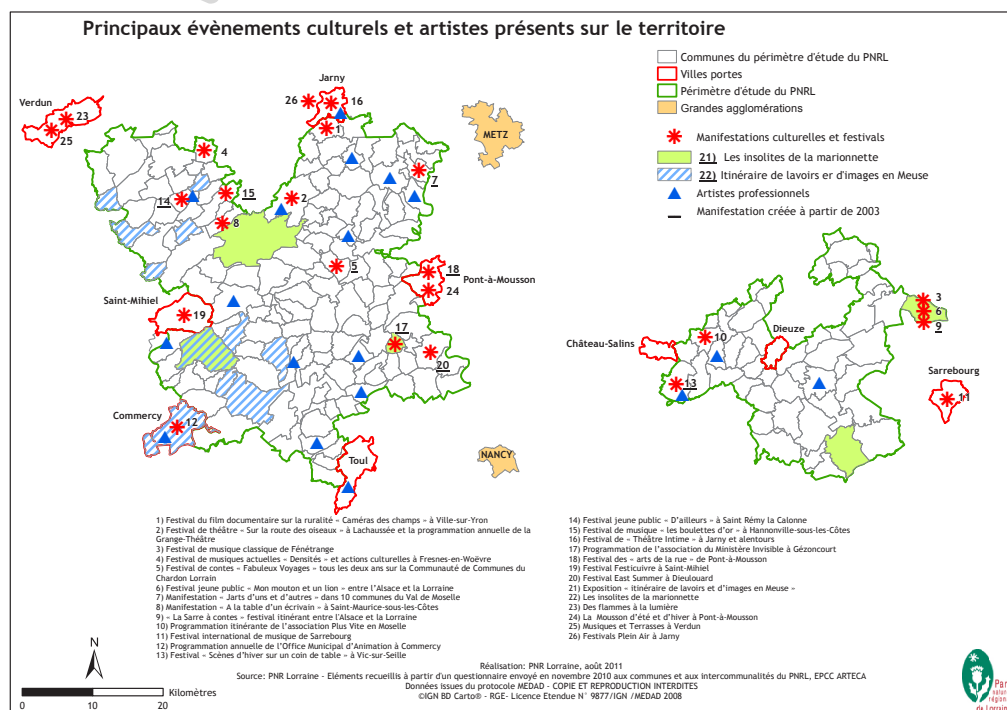 Principaux évènements culturels et artistes présents sur le territoire
Communes du périmètre d'étude du PNRL
Villes portes
Périmètre d'étude du PNRL
Grandes agglomérations
Manifestations culturelles et festivals
21) Les insolites de la marionnette
22) Itinéraire de lavoirs er d'images en Meuse
Artistes professionnels
Manifestation créée à partir de 2003
Verdun
23
25
Jarny
26
16
1
METZ
4
7
14
15
2
8
5
18
Pont-à-Mousson
24
Saint-Mihiel
19
17
20
Commercy
12
Toul
NANCY
3
6
9
Château-Salins
10
Dieuze
13
Sarrebourg
11
1) Festival du film documentaire sur la ruralité « Caméras des champs » à Ville-sur-Yron
2) Festival de théâtre « Sur la route des oiseaux » à Lachaussée et la programmation annuelle de la
Grange-Théâtre
3) Festival de musique classique de Fénétrange
4) Festival de musiques actuelles « Densités » et actions culturelles à Fresnes-en-Woëvre
5) Festival de contes « Fabuleux Voyages » tous les deux ans sur la Communauté de Communes du
Chardon Lorrain
6) Festival jeune public « Mon mouton et un lion » entre l'Alsace et la Lorraine
7) Manifestation « Jarts d'uns et d'autres » dans 10 communes du Val de Moselle
8) Manifestation « A la table d'un écrivain » à Saint-Maurice-sous-les-Côtes
9) « La Sarre à contes » festival itinérant entre l'Alsace et la Lorraine
10) Programmation itinérante de l'association Plus Vite en Moselle
11) Festival international de musique de Sarrebourg
12) Programmation annuelle de l'Office Municipal d'Animation à Commercy
13) Festival « Scènes d'hiver sur un coin de table » à Vic-sur-Seille
14) Festival jeune public « D'ailleurs » à Saint Rémy la Calonne
15) Festival de musique « les boulettes d'or » à Hannonville-sous-les-Côtes
16) Festival de « Théâtre Intime » à Jarny et alentours
17) Programmation de l'association du Ministère Invisible à Gézoncourt
18) Festival des « arts de la rue » de Pont-à-Mousson
19) Festival Festicuivre à Saint-Mihiel
20) Festival East Summer à Dieulouard
21) Exposition « itinéraire de lavoirs et d'images en Meuse »
22) Les insolites de la marionnette
23) Des flammes à la lumière
24) La Mousson d'été et d'hiver à Pont-à-Mousson
25) Musiques et Terrasses à Verdun
26) Festivals Plein Air à Jarny
N
Kilomètres
0 10 20
Réalisation: PNR Lorraine, août 2011
Source: PNR Lorraine - Eléments recueillis à partir d'un questionnaire envoyé en novembre 2010 aux communes et aux intercommunalités du PNRL, EPCC ARTECA
Données issues du protocole MEDAD - COPIE ET REPRODUCTION INTERDITES
©IGN BD Carto® - RGE- Licence Etendue N° 9877/IGN /MEDAD 2008
Par
nature
région
de Lorrai